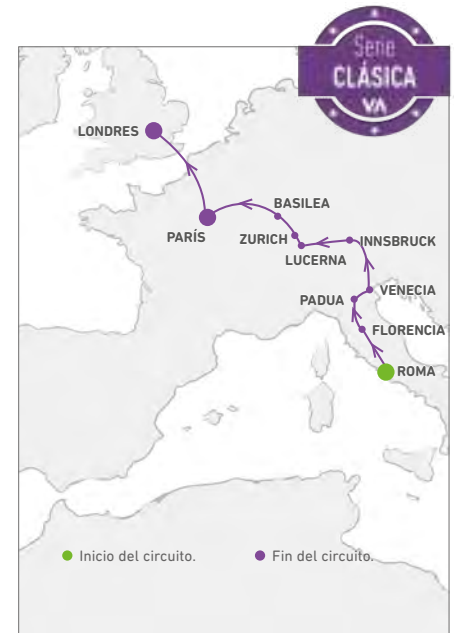 Serie
CLÁSICA
VA
LONDRES
PARÍS
BASILEA
ZURICH
LUCERNA
INNSBRUCK
VENECIA
PADUA
FLORENCIA
ROMA
Inicio del circuito.
Fin del circuito.